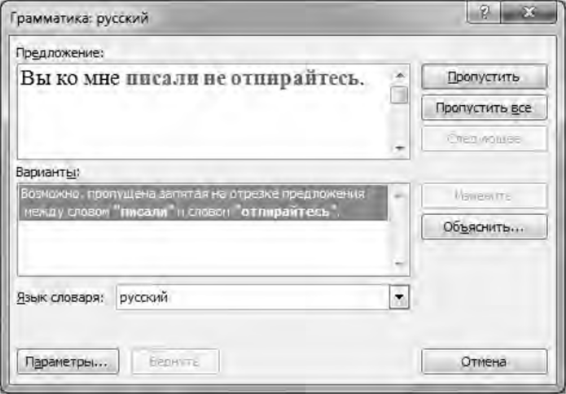 Грамматика: русский
Предложение:
Вы ко мне писали не отпирайтесь.
Пропустить
Пропустить все
Следующее
Варианты:
Возможно, пропущена запятая на отрезке предложения
между словом "писали" и словом "отпирайтесь".
Изменить
Объяснить...
Язык словаря: русский
Параметры...
Вернуть
Отмена